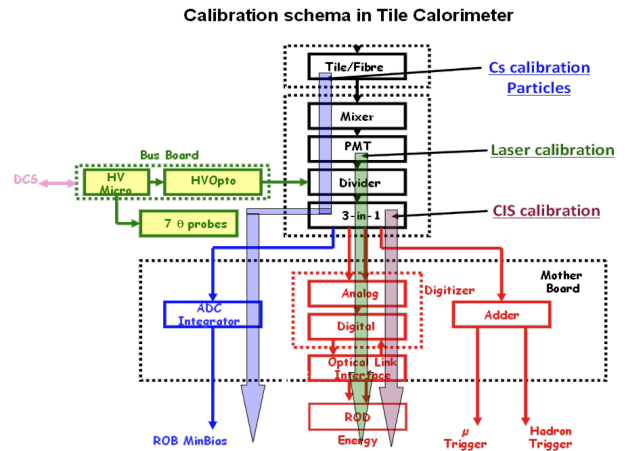 Calibration schema in Tile Calorimeter
Tile/Fibre
Cs calibration
Particles
Mixer
PMT
Laser calibration
Bus Board
DCS
HV
Micro
HVOpto
Divider
7 θ probes
3-in-1
CIS calibration
Mother
Board
Analog
Digitizer
ADC
Integrator
Digital
Adder
Optical Link
Interface
ROD
ROB MinBias
Energy
μ
Trigger
Hadron
Trigger